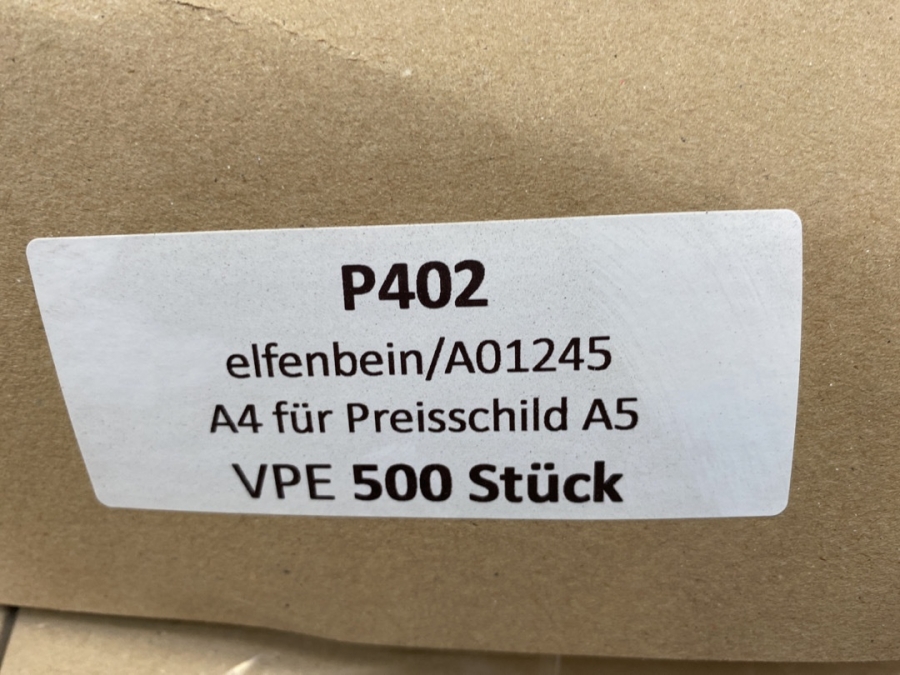 P402
elfenbein/A01245
A4 für Preisschild A5
VPE 500 Stück